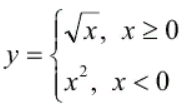 y = { √x, x ≥ 0
x², x < 0